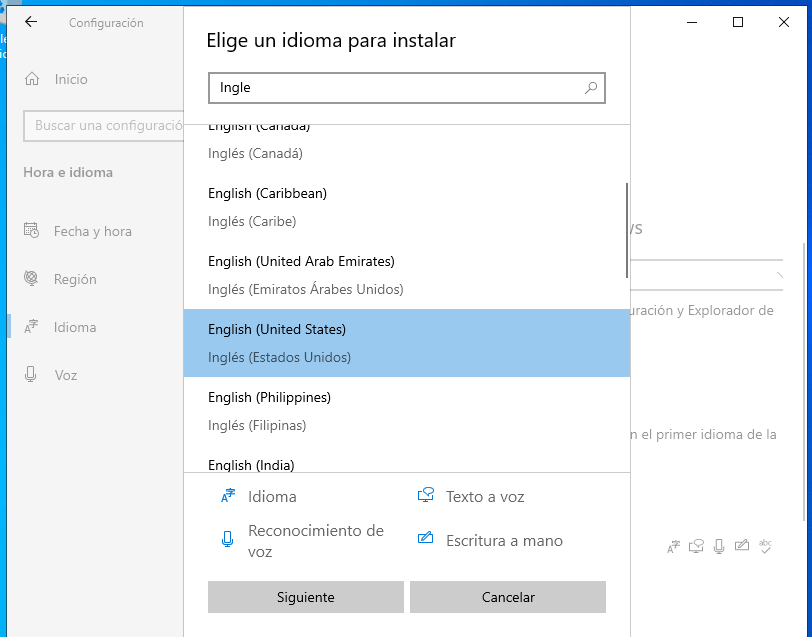 Configuración
Inicio
Buscar una configuració
Hora e idioma
Fecha y hora
Región
Idioma
Voz
Elige un idioma para instalar
Ingle
English (Canada)
Inglés (Canadá)
English (Caribbean)
Inglés (Caribe)
English (United Arab Emirates)
Inglés (Emiratos Árabes Unidos)
English (United States)
Inglés (Estados Unidos)
English (Philippines)
Inglés (Filipinas)
English (India)
Idioma
Texto a voz
Reconocimiento de
voz
Escritura a mano
Siguiente
Cancelar
ws
uración y Explorador de
n el primer idioma de la
abc